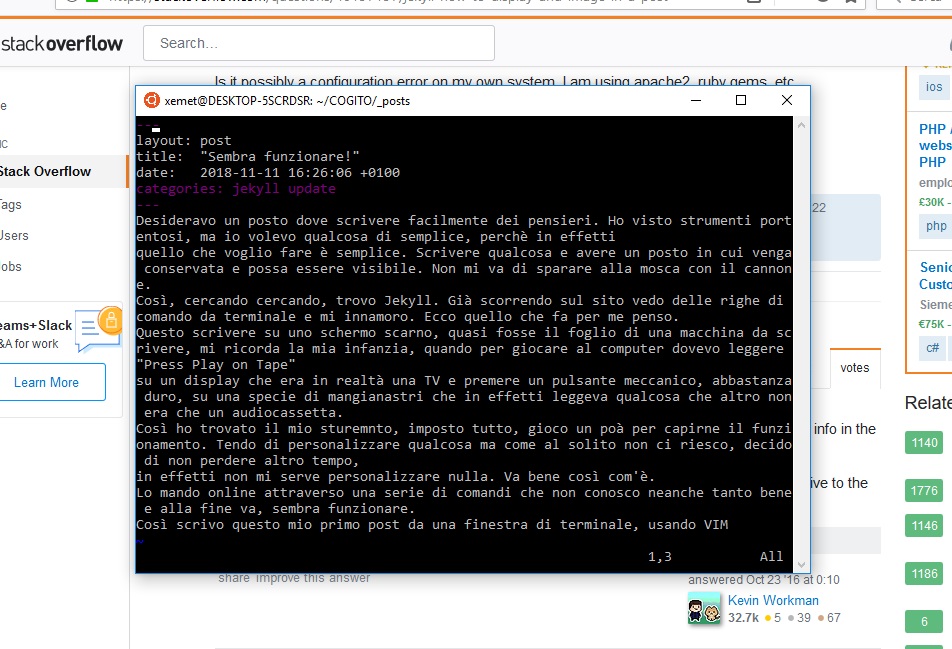 stackoverflow
Search...
Is it possibly a configuration error on my own system. I am using apache2, ruby gems, etc
xemet@DESKTOP-5SCRDSR: ~/COGITO/_posts
---
layout: post
title:  "Sembra funzionare!"
date:   2018-11-11 16:26:06 +0100
categories: jekyll update
---
Desideravo un posto dove scrivere facilmente dei pensieri. Ho visto strumenti port
entosi, ma io volevo qualcosa di semplice, perchè in effetti
quello che voglio fare è semplice. Scrivere qualcosa e avere un posto in cui venga
conservata e possa essere visibile. Non mi va di sparare alla mosca con il cannon
e.
Così, cercando cercando, trovo Jekyll. Già scorrendo sul sito vedo delle righe di
comando da terminale e mi innamoro. Ecco quello che fa per me penso.
Questo scrivere su uno schermo scarno, quasi fosse il foglio di una macchina da sc
rivere, mi ricorda la mia infanzia, quando per giocare al computer dovevo leggere
"Press Play on Tape"
su un display che era in realtà una TV e premere un pulsante meccanico, abbastanza
duro, su una specie di mangianastri che in effetti leggeva qualcosa che altro non
era che un audiocassetta.
Così ho trovato il mio sturemnto, imposto tutto, gioco un poà per capirne il funzi
onamento. Tendo di personalizzare qualcosa ma come al solito non ci riesco, decido
di non perdere altro tempo,
in effetti non mi serve personalizzare nulla. Va bene così com'è.
Lo mando online attraverso una serie di comandi che non conosco neanche tanto bene
e alla fine va, sembra funzionare.
Così scrivo questo mio primo post da una finestra di terminale, usando VIM
~
1,3 All
e
IC
Stack Overflow
Tags
Users
Jobs
eams+Slack
&A for work
Learn More
22
votes
info in the
ive to the
share improve this answer
answered Oct 23 '16 at 0:10
Kevin Workman
32.7k 5 39 67
ios
PHP
webs
PHP
emplo
£30K -
php
Senio
Custo
Sieme
€75K -
c#
Relate
1140
1776
1146
1186
6